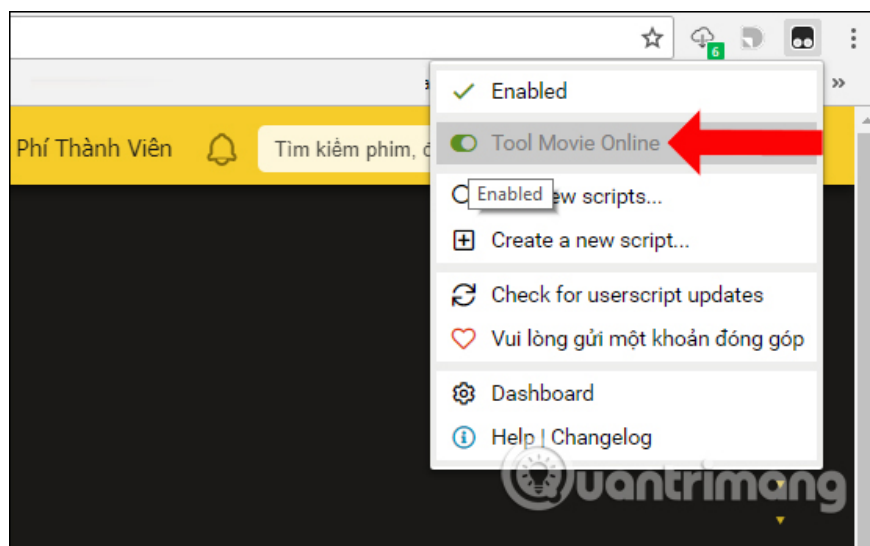 6
Enabled
»
Phí Thành Viên
Tìm kiếm phim,
Tool Movie Online
Enabled
ew scripts...
Create a new script...
Check for userscript updates
Vui lòng gửi một khoản đóng góp
Dashboard
Help | Changelog
Quantrimang